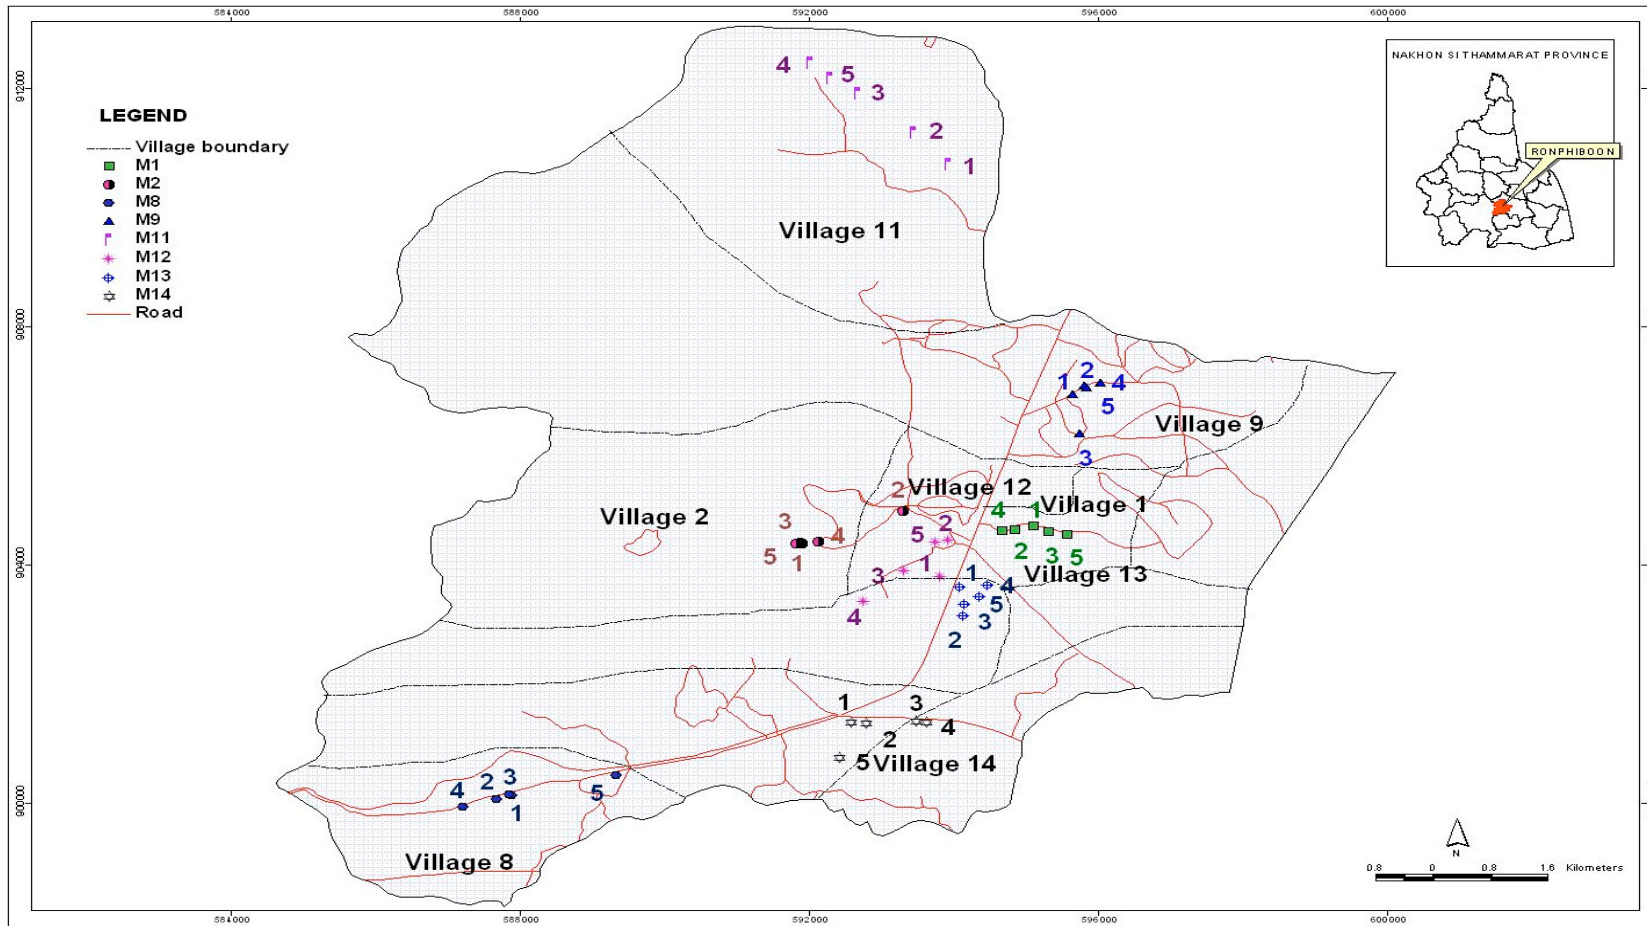 584000 588000 592000 596000 600000
912000
908000
904000
900000
LEGEND
Village boundary
M1
M2
M8
M9
M11
M12
M13
M14
Road
NAKHON SI THAMMARAT PROVINCE
RONPHIBOON
4
5
3
2
1
Village 11
1 2 4
5
Village 9
3
2 Village 12
4 1 Village 1
Village 2
3 4
5 1
5 2
2 3 5
3 1
4
Village 13
1 4
5
3
2
1 3
2 4
5 Village 14
4 2 3
1
5
Village 8
N
0.8 0 0.8 1.6 Kilometers
584000 588000 592000 596000 600000